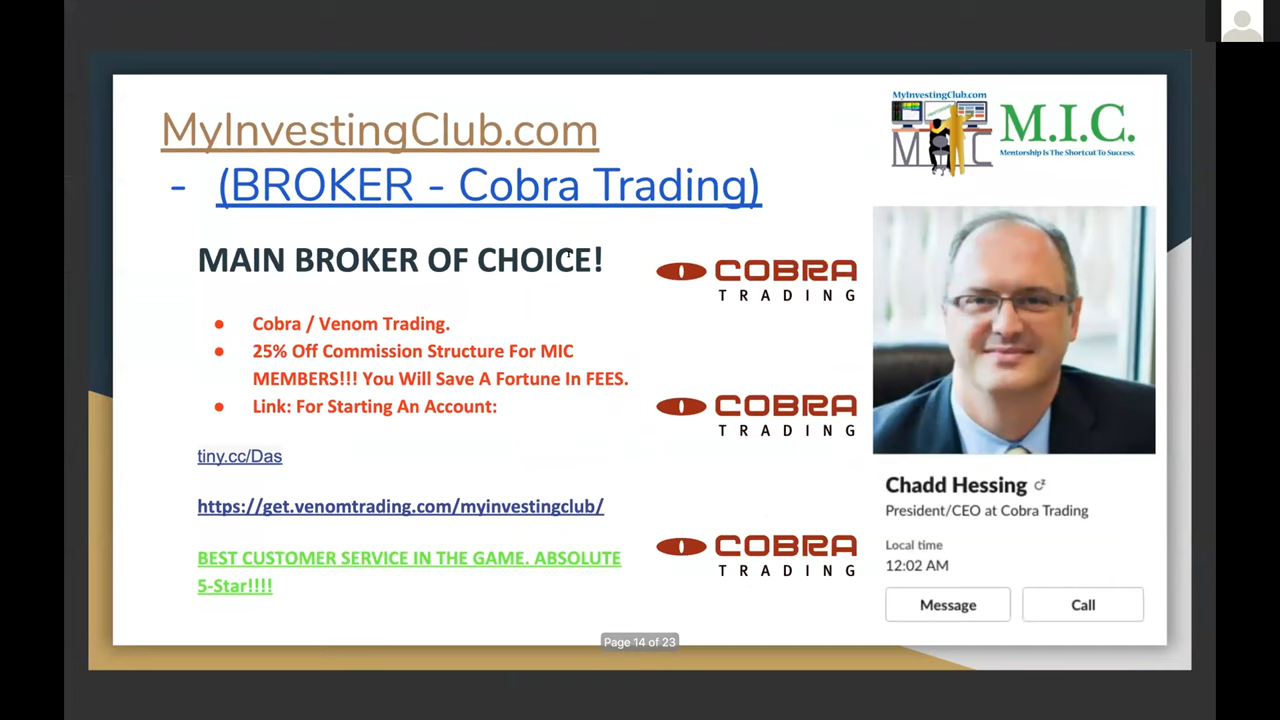 MyInvestingClub.com
- (BROKER - Cobra Trading)
MyInvestingClub.com
MIC
M.I.C.
Mentorship Is The Shortcut To Success.
MAIN BROKER OF CHOICE!
● Cobra / Venom Trading.
● 25% Off Commission Structure For MIC
MEMBERS!!! You Will Save A Fortune In FEES.
● Link: For Starting An Account:
tiny.cc/Das
https://get.venomtrading.com/myinvestingclub/
BEST CUSTOMER SERVICE IN THE GAME. ABSOLUTE
5-Star!!!!
COBRA
TRADING
COBRA
TRADING
COBRA
TRADING
Chadd Hessing
President/CEO at Cobra Trading
Local time
12:02 AM
Message
Call
Page 14 of 23